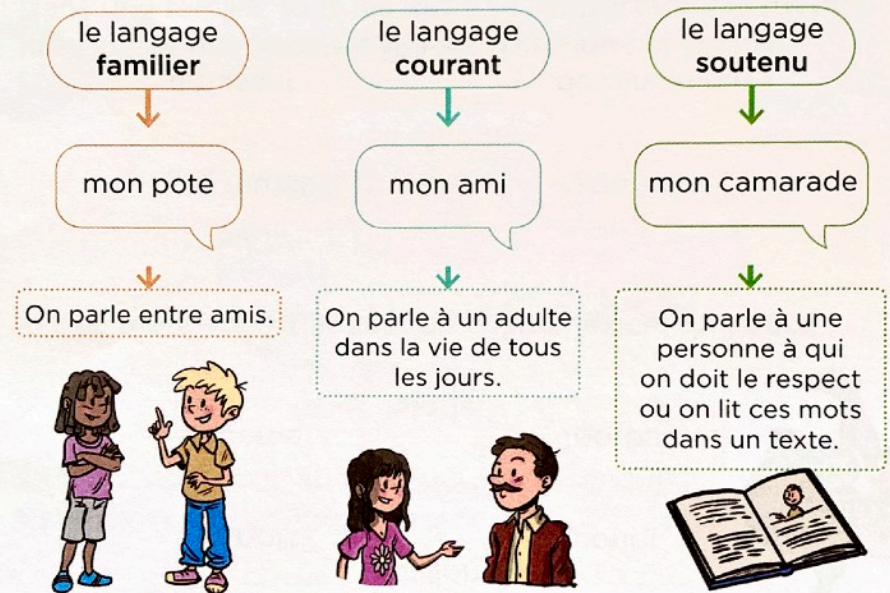 le langage
familier
le langage
courant
le langage
soutenu
mon pote
mon ami
mon camarade
On parle entre amis.
On parle à un adulte
dans la vie de tous
les jours.
On parle à une
personne à qui
on doit le respect
ou on lit ces mots
dans un texte.